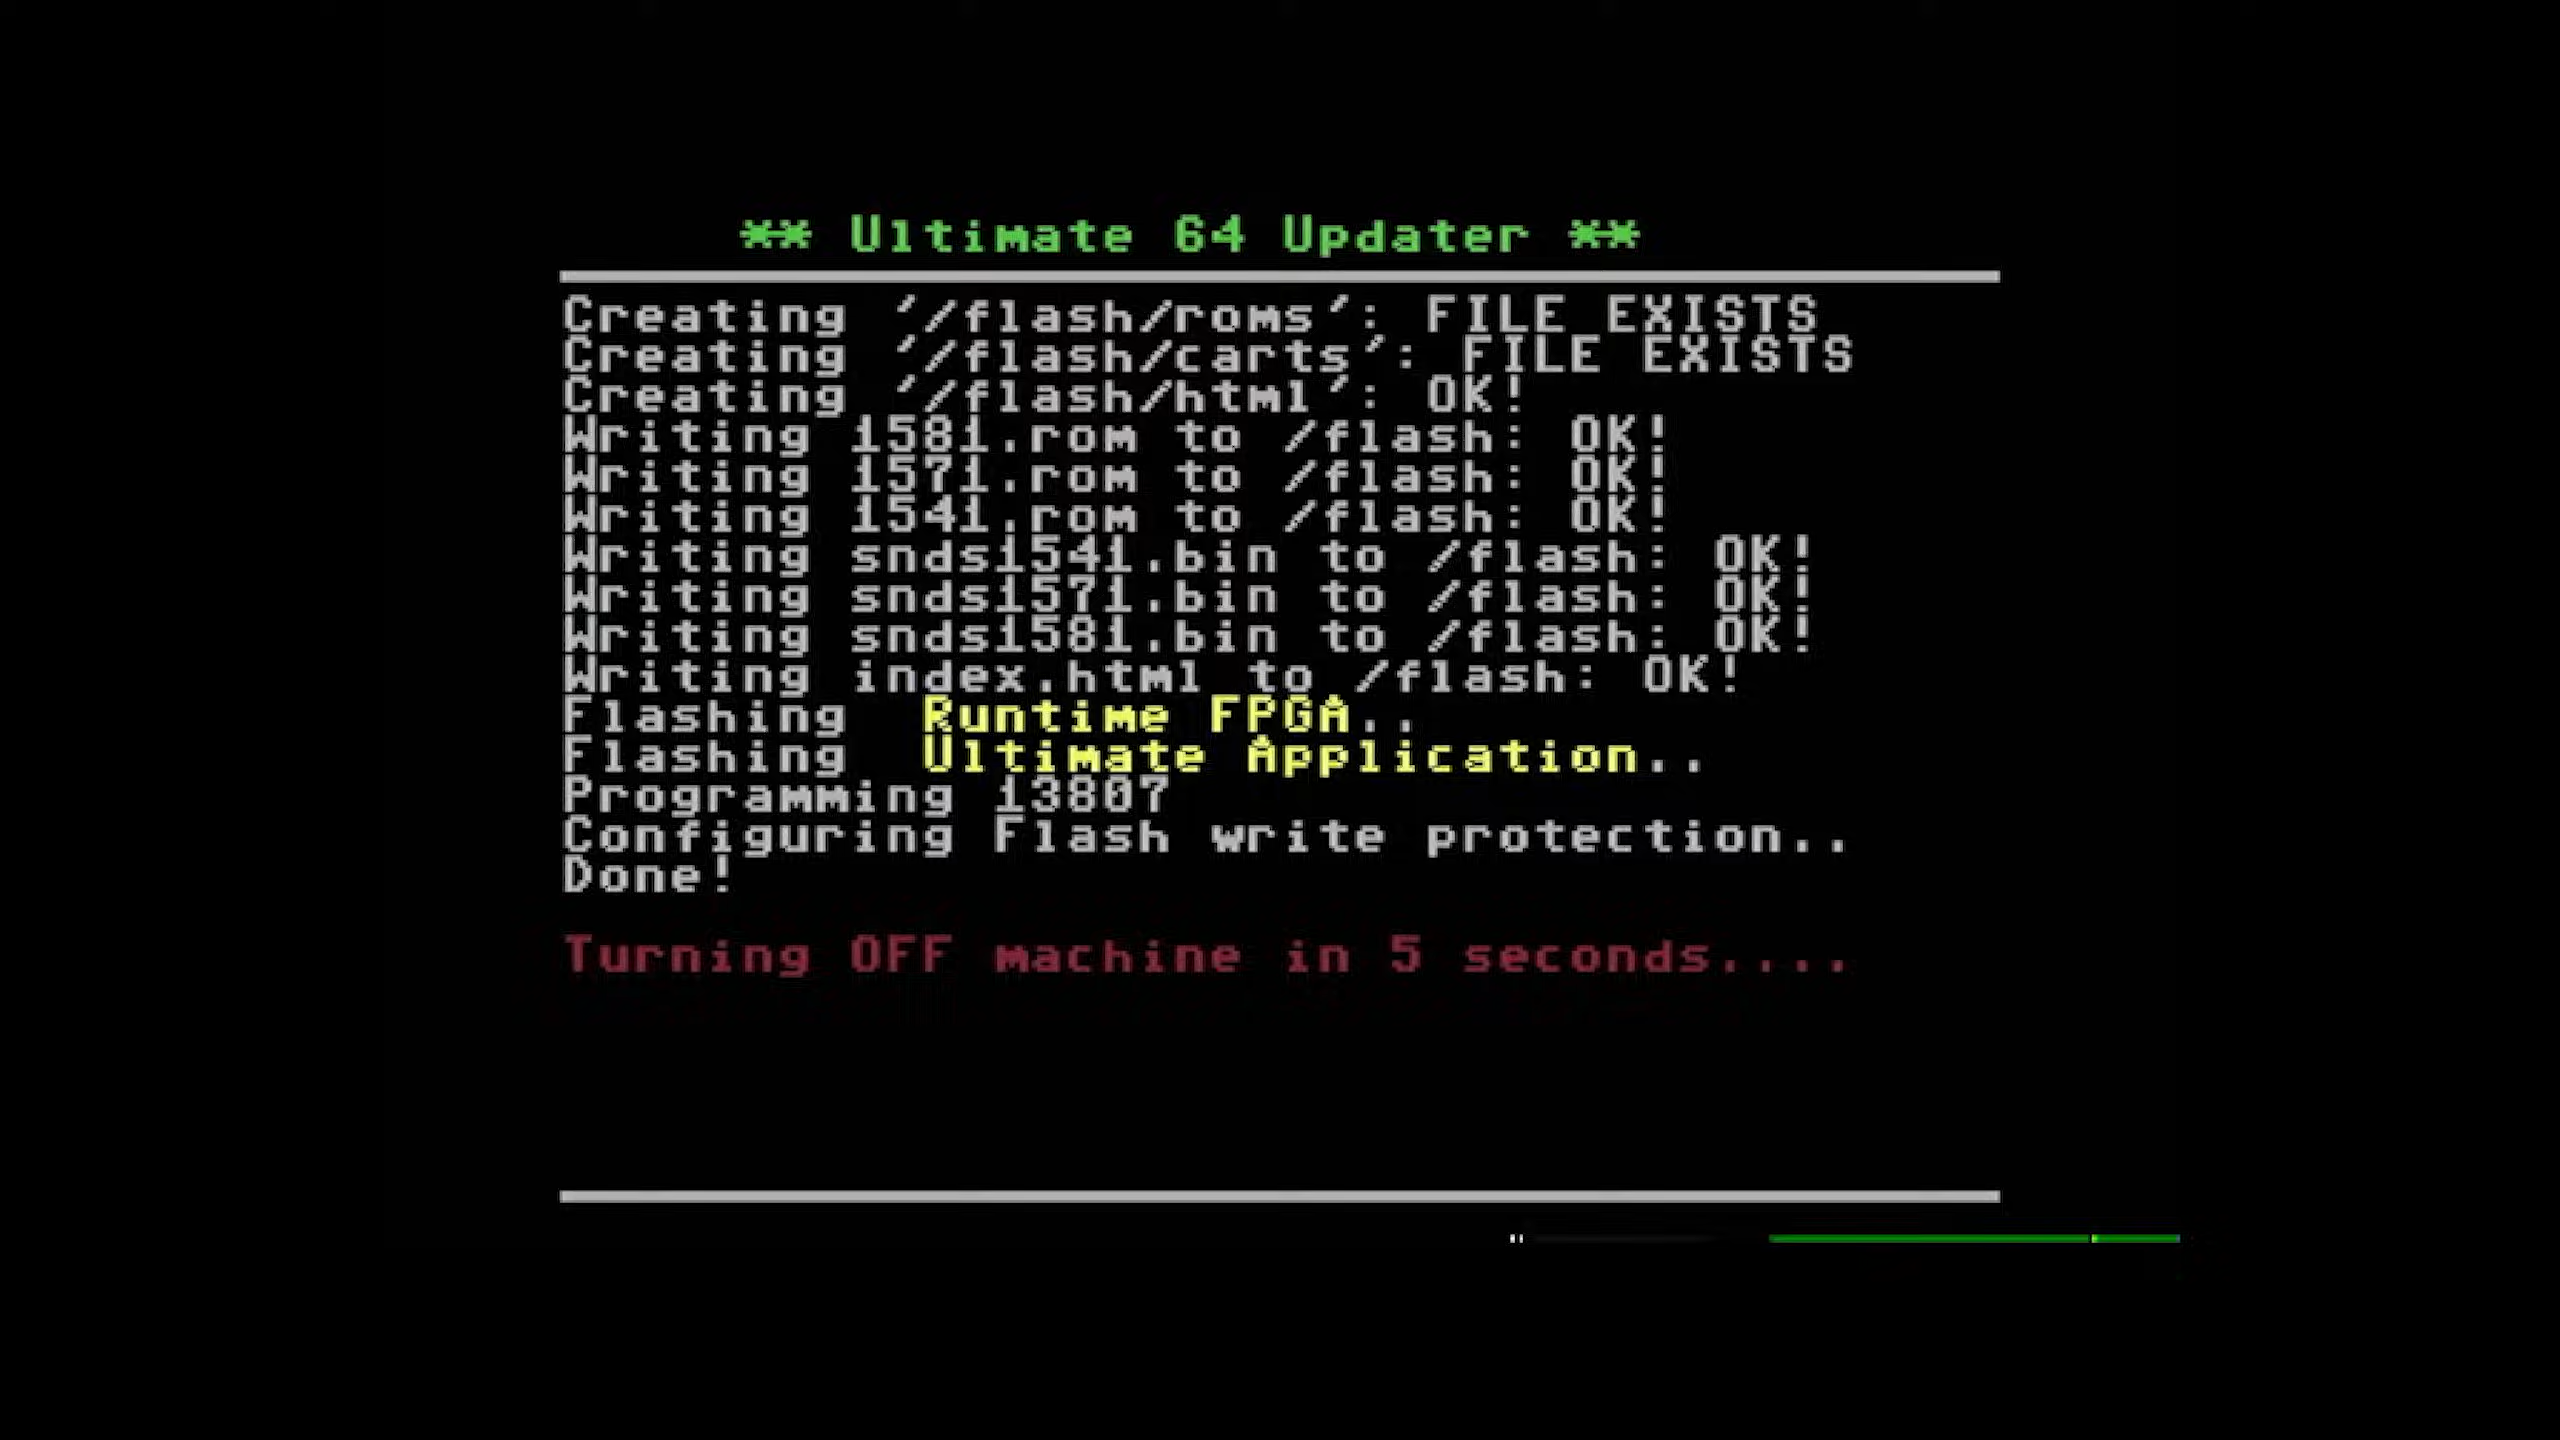 ** Ultimate 64 Updater **
Creating '/flash/roms': FILE EXISTS
Creating '/flash/carts': FILE EXISTS
Creating '/flash/html': OK!
Writing 1581.rom to /flash: OK!
Writing 1571.rom to /flash: OK!
Writing 1541.rom to /flash: OK!
Writing snds1541.bin to /flash: OK!
Writing snds1571.bin to /flash: OK!
Writing snds1581.bin to /flash: OK!
Writing index.html to /flash: OK!
Flashing  Runtime FPGA..
Flashing  Ultimate Application..
Programming 13807
Configuring Flash write protection..
Done!
Turning OFF machine in 5 seconds....